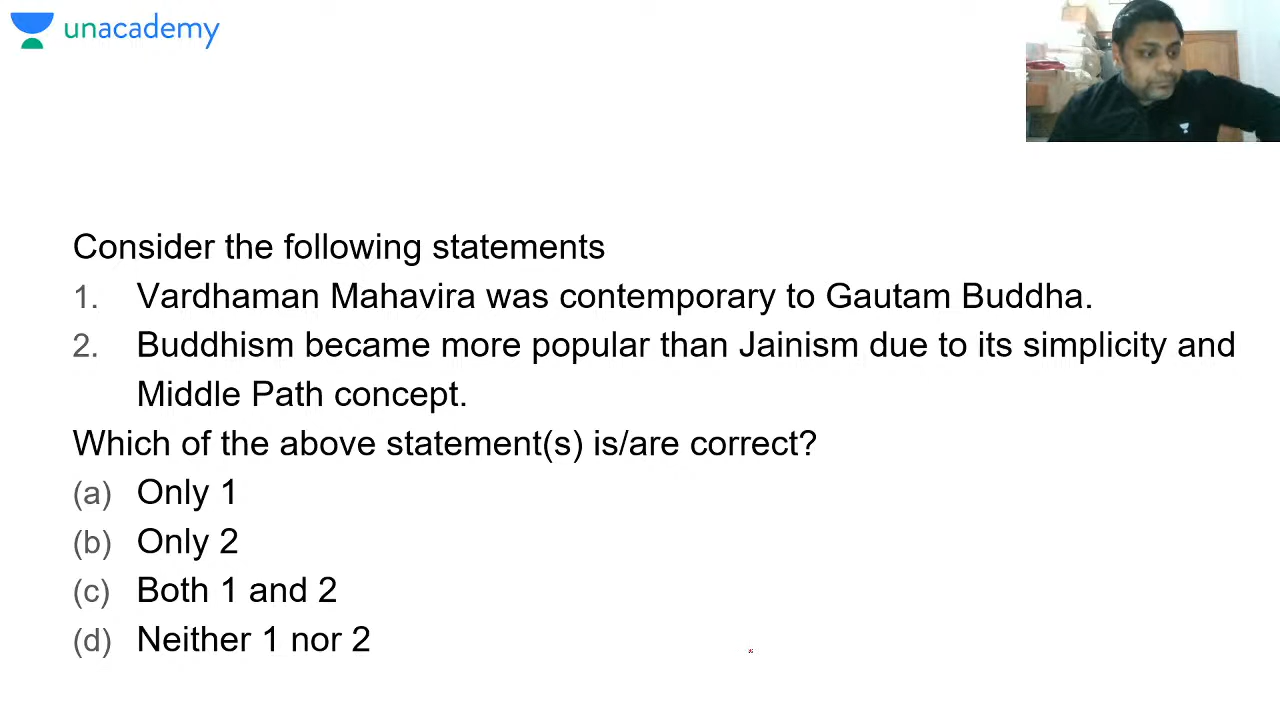 unacademy
Consider the following statements
1. Vardhaman Mahavira was contemporary to Gautam Buddha.
2. Buddhism became more popular than Jainism due to its simplicity and
Middle Path concept.
Which of the above statement(s) is/are correct?
(a) Only 1
(b) Only 2
(c) Both 1 and 2
(d) Neither 1 nor 2